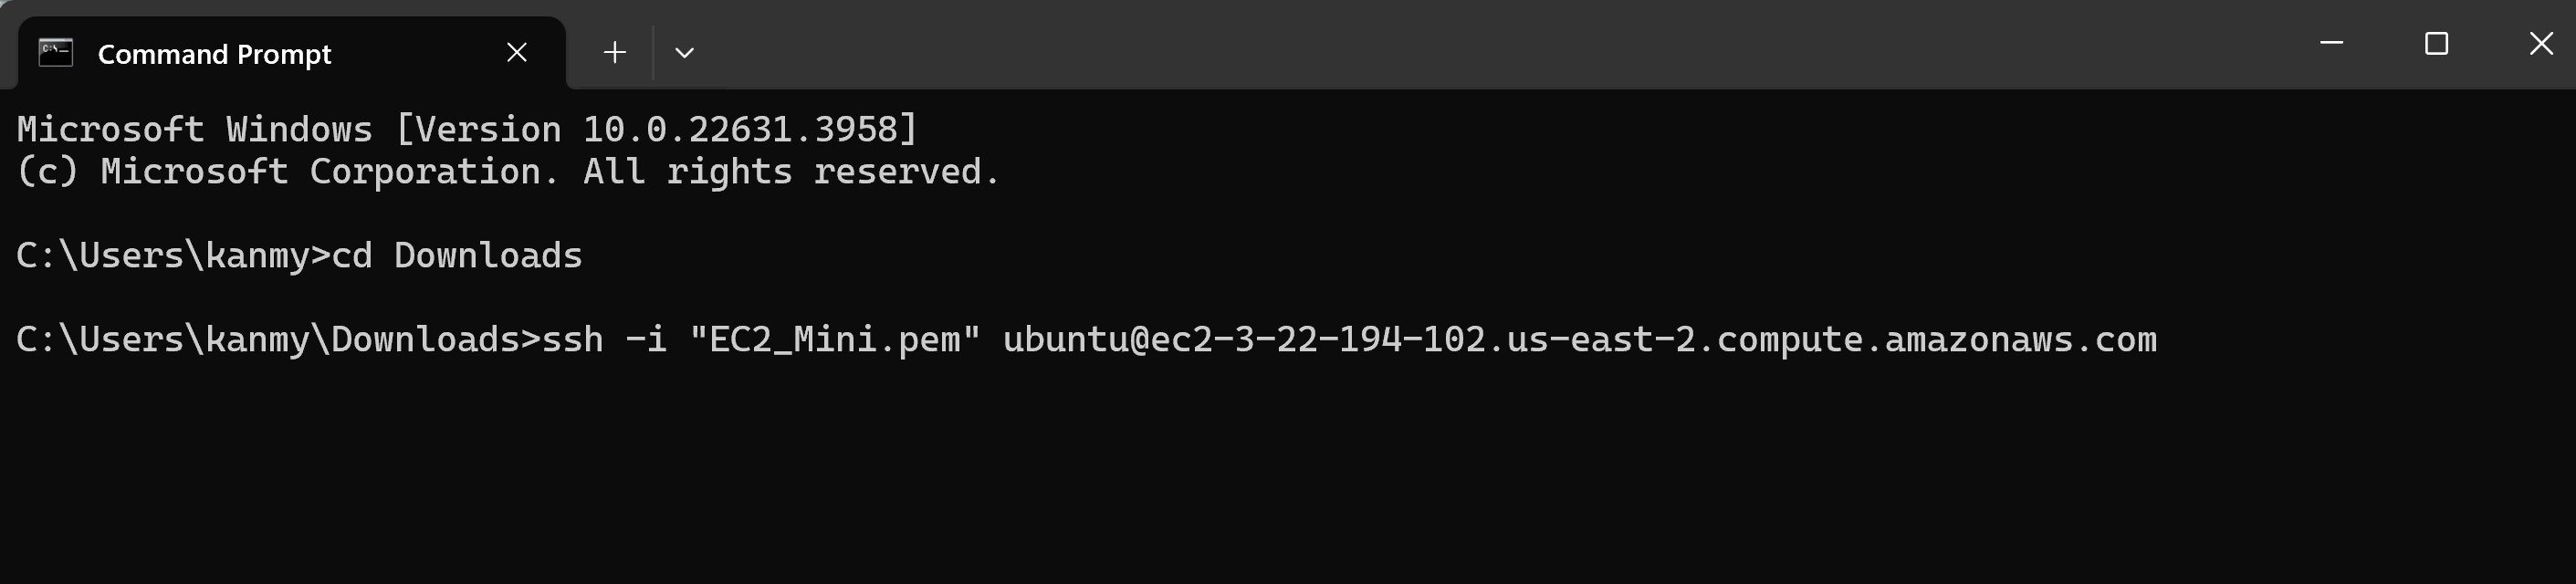 Command Prompt
Microsoft Windows [Version 10.0.22631.3958]
(c) Microsoft Corporation. All rights reserved.
C:\Users\kanmy>cd Downloads
C:\Users\kanmy\Downloads>ssh -i "EC2_Mini.pem" ubuntu@ec2-3-22-194-102.us-east-2.compute.amazonaws.com